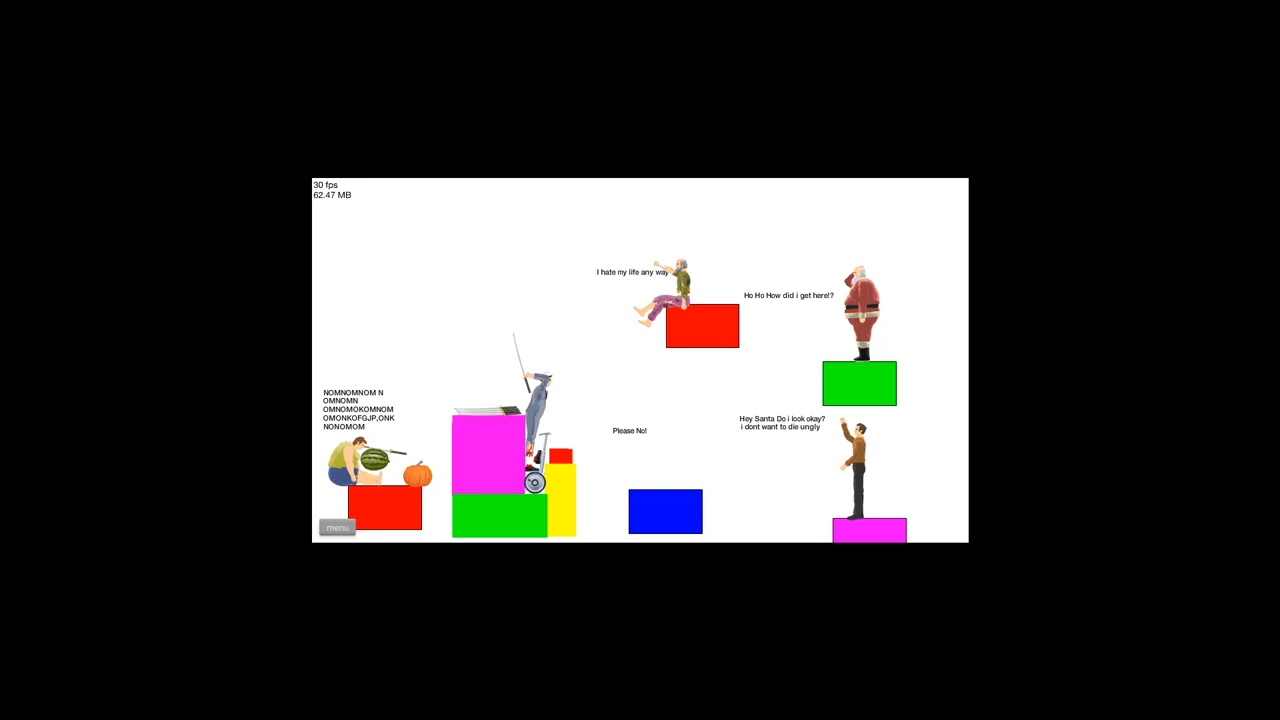 30 fps
62.47 MB
I hate my life any way
Ho Ho How did i get here!?
NOMNOMNOM N
OMNOMN
OMNOMOKOMNOM
OMONKOFGJP,ONK
NONOMOM
Please No!
Hey Santa Do i look okay?
i dont want to die ungly
menu